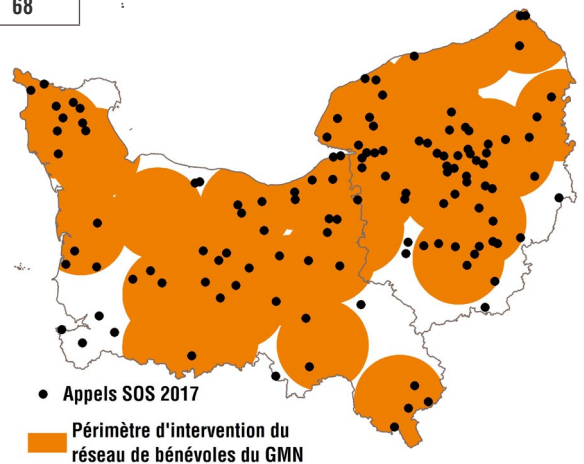 68
Appels SOS 2017
Périmètre d'intervention du
réseau de bénévoles du GMN